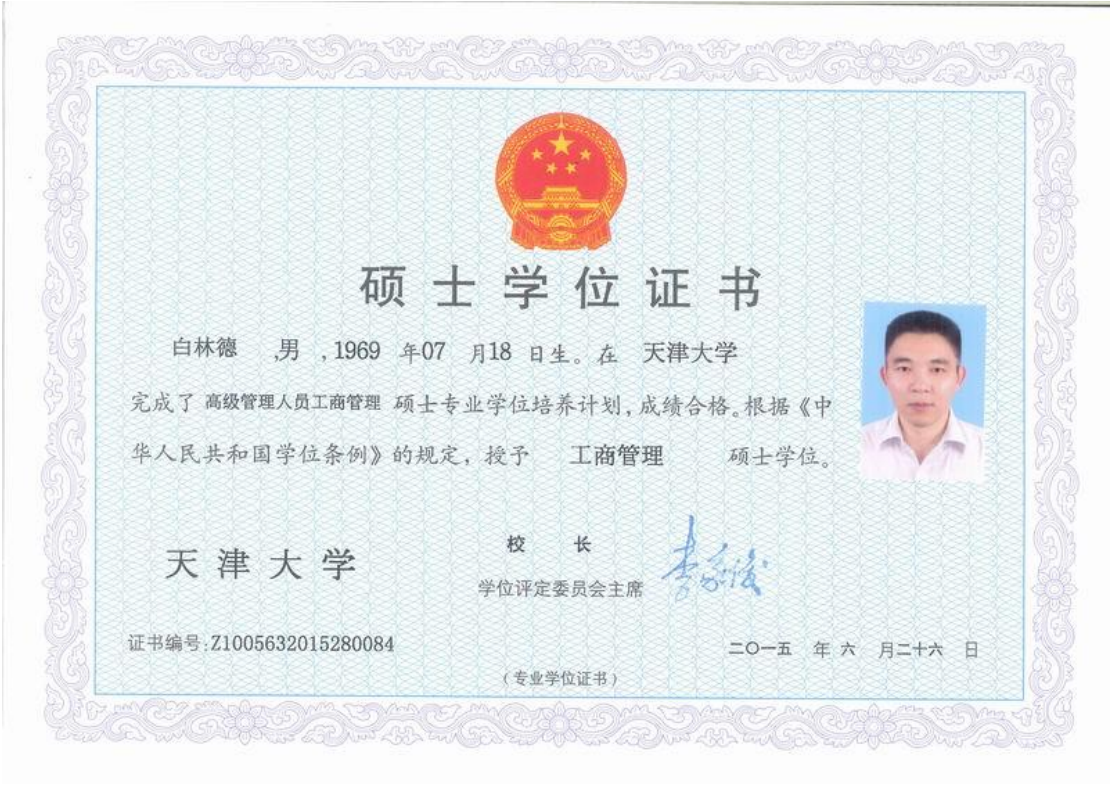 硕士学位证书
白林德 ,男 ,1969 年07 月18 日生。在 天津大学
完成了 高级管理人员工商管理 硕士专业学位培养计划,成绩合格。根据《中
华人民共和国学位条例》的规定,授予 工商管理 硕士学位。
天津大学
校 长
学位评定委员会主席
李家俊
证书编号:Z1005632015280084
二〇一五 年 六 月二十六 日
(专业学位证书)